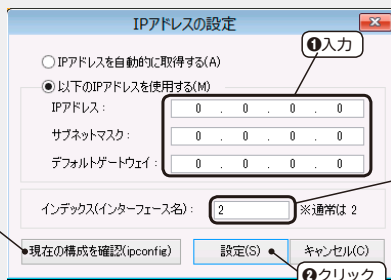 IPアドレスの設定
❶入力
IPアドレスを自動的に取得する(A)
以下のIPアドレスを使用する(M)
IPアドレス： 0 . 0 . 0 . 0
サブネットマスク： 0 . 0 . 0 . 0
デフォルトゲートウェイ： 0 . 0 . 0 . 0
インデックス(インターフェース名)： 2 ※通常は 2
現在の構成を確認(ipconfig) 設定(S) キャンセル(C)
❷クリック